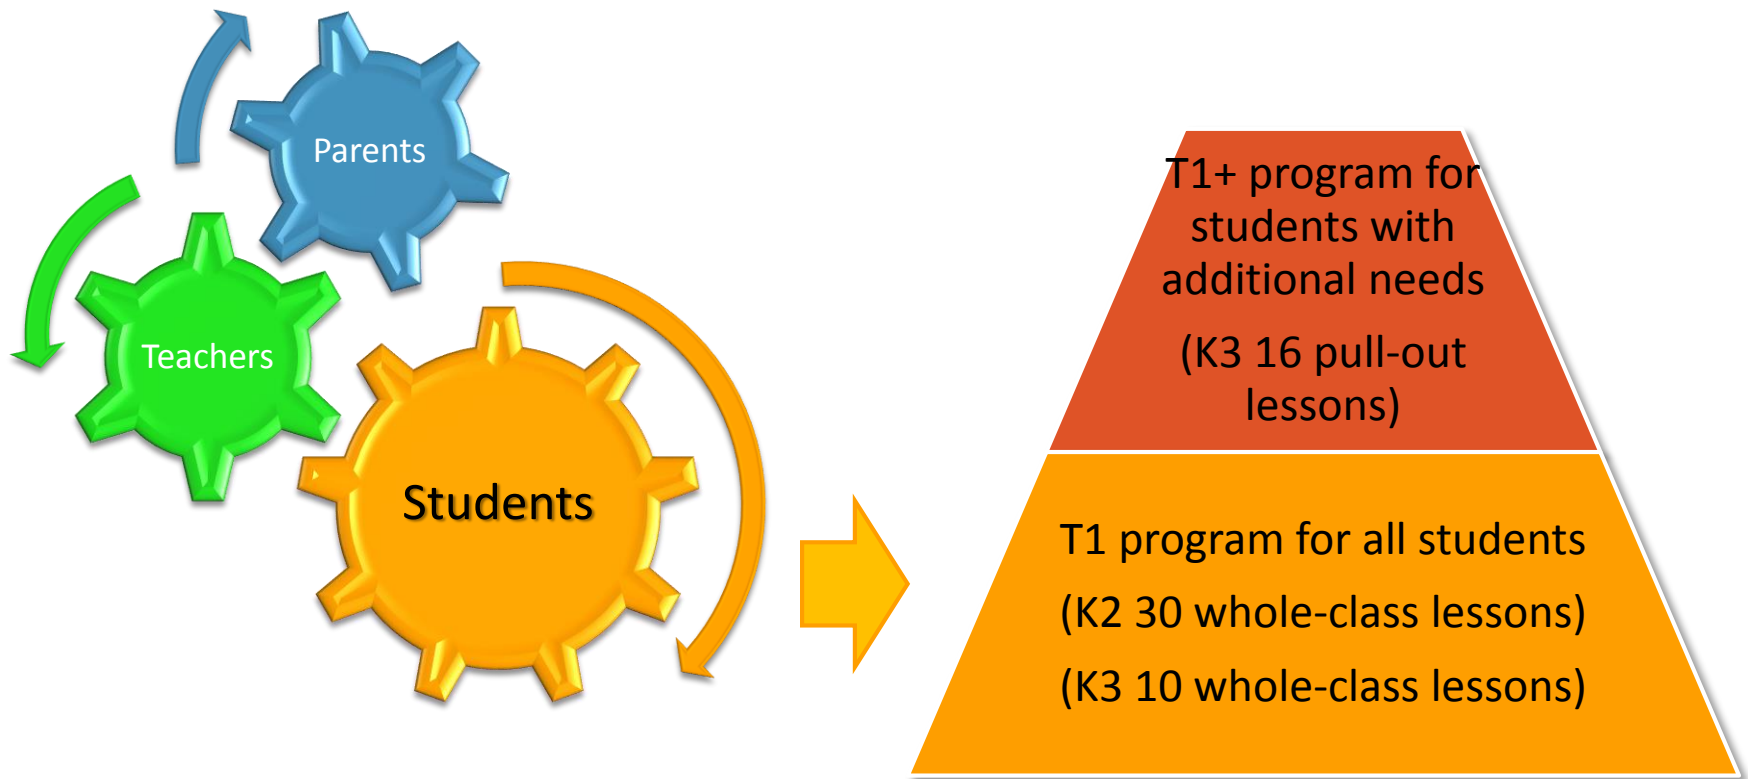 Parents
Teachers
Students
T1+ program for
students with
additional needs
(K3 16 pull-out
lessons)
T1 program for all students
(K2 30 whole-class lessons)
(K3 10 whole-class lessons)